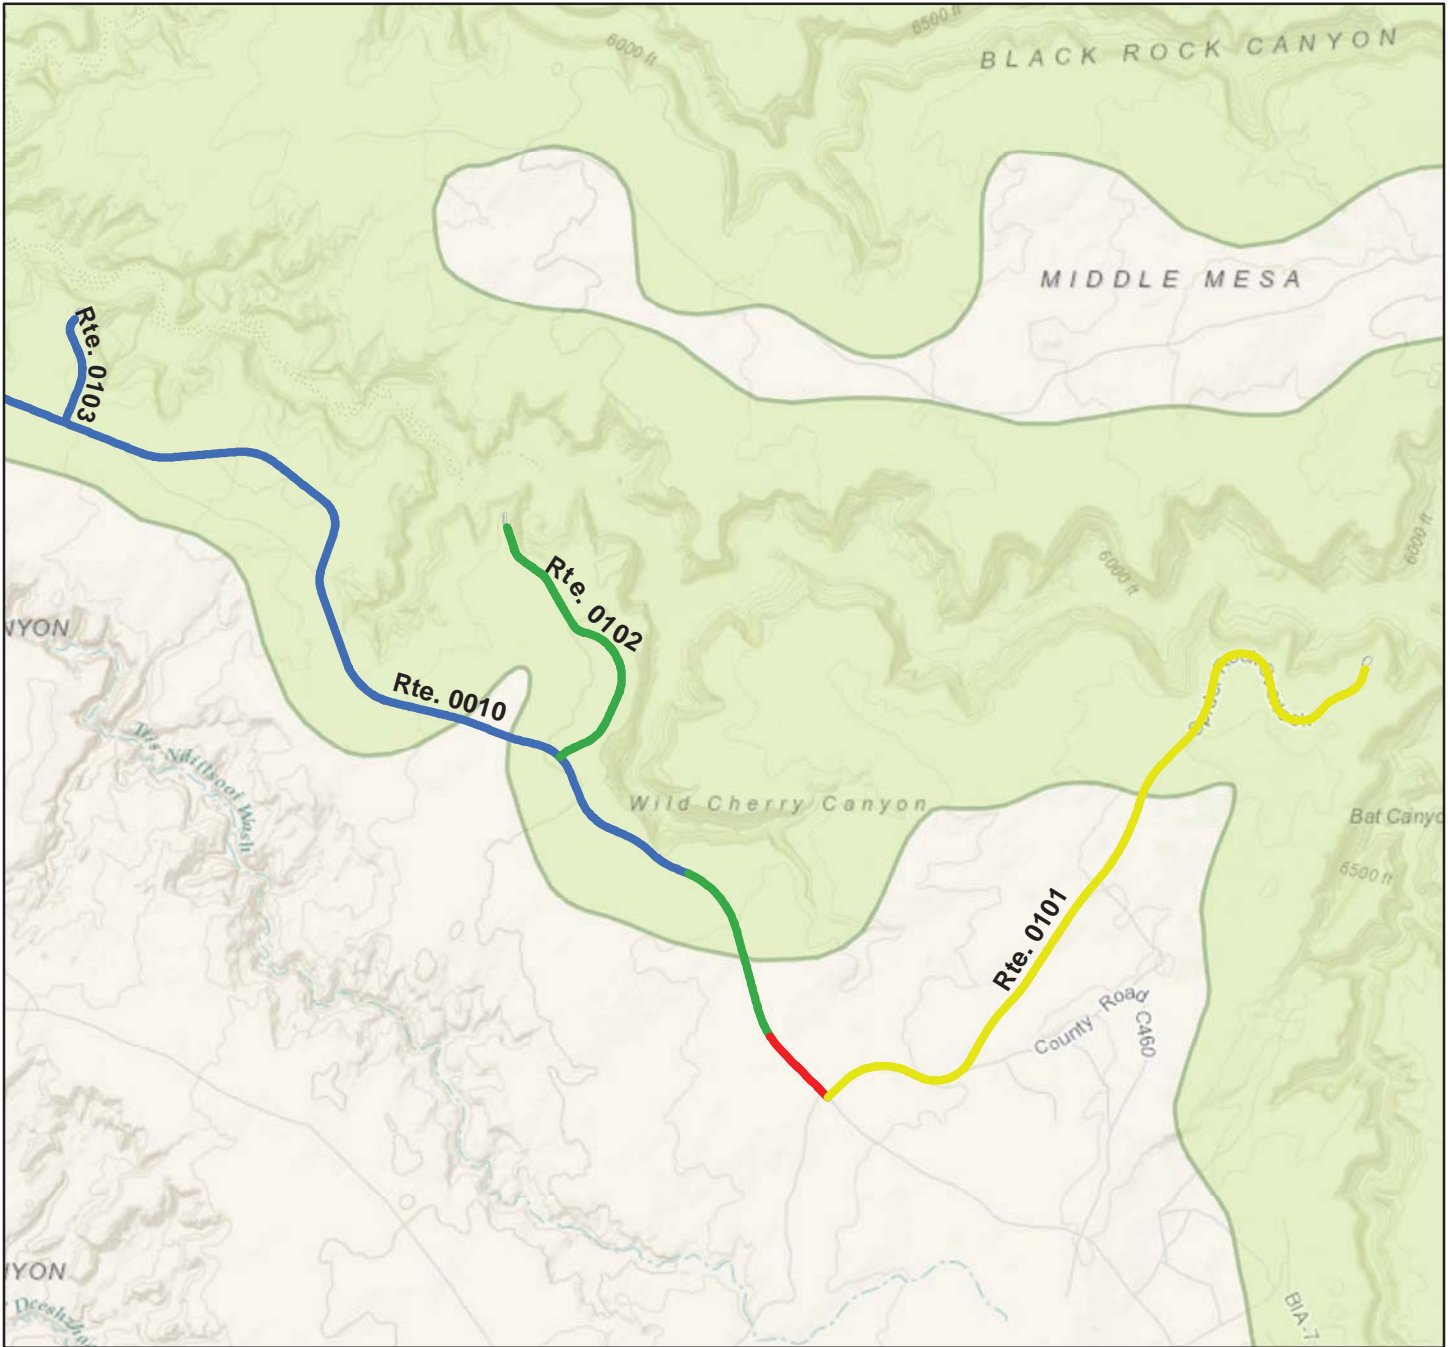 6500 ft
6000 ft
BLACK ROCK CANYON
MIDDLE MESA
Rte. 0103
6000 ft
6000 ft
Rte. 0102
NYON
Rte. 0010
Wild Cherry Canyon
Bat Canyo
6500 ft
Rte. 0101
County Road
C460
YON
BIA-7